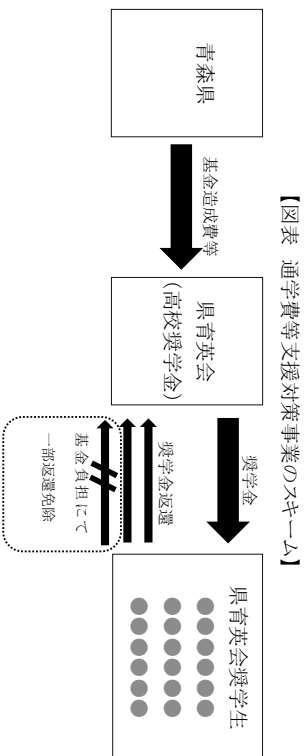 【図表　通学費等支援対策事業のスキーム】
青森県
基金造成費等
県育英会
(高校奨学金)
奨学金
奨学金返還
基金負担にて
一部返還免除
県育英会奨学生